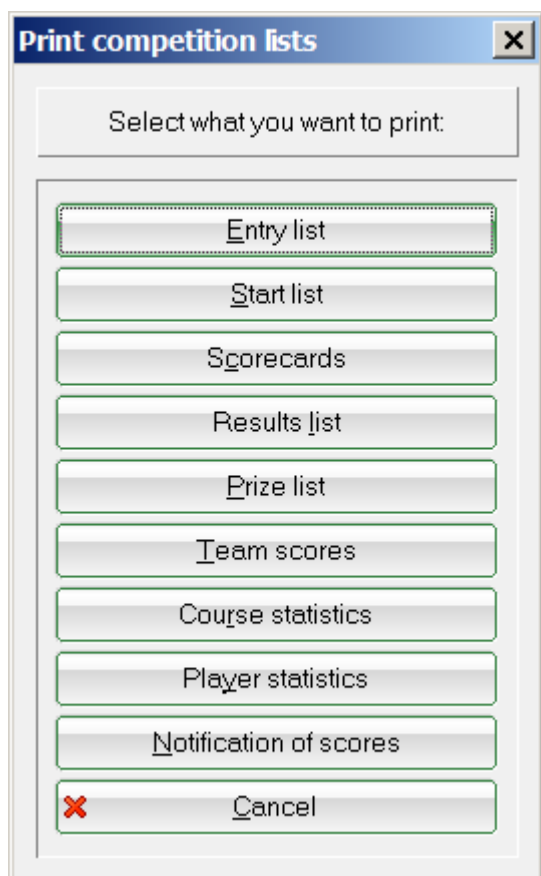 Print competition lists
Select what you want to print:
Entry list
Start list
Scorecards
Results list
Prize list
Team scores
Course statistics
Player statistics
Notification of scores
Cancel